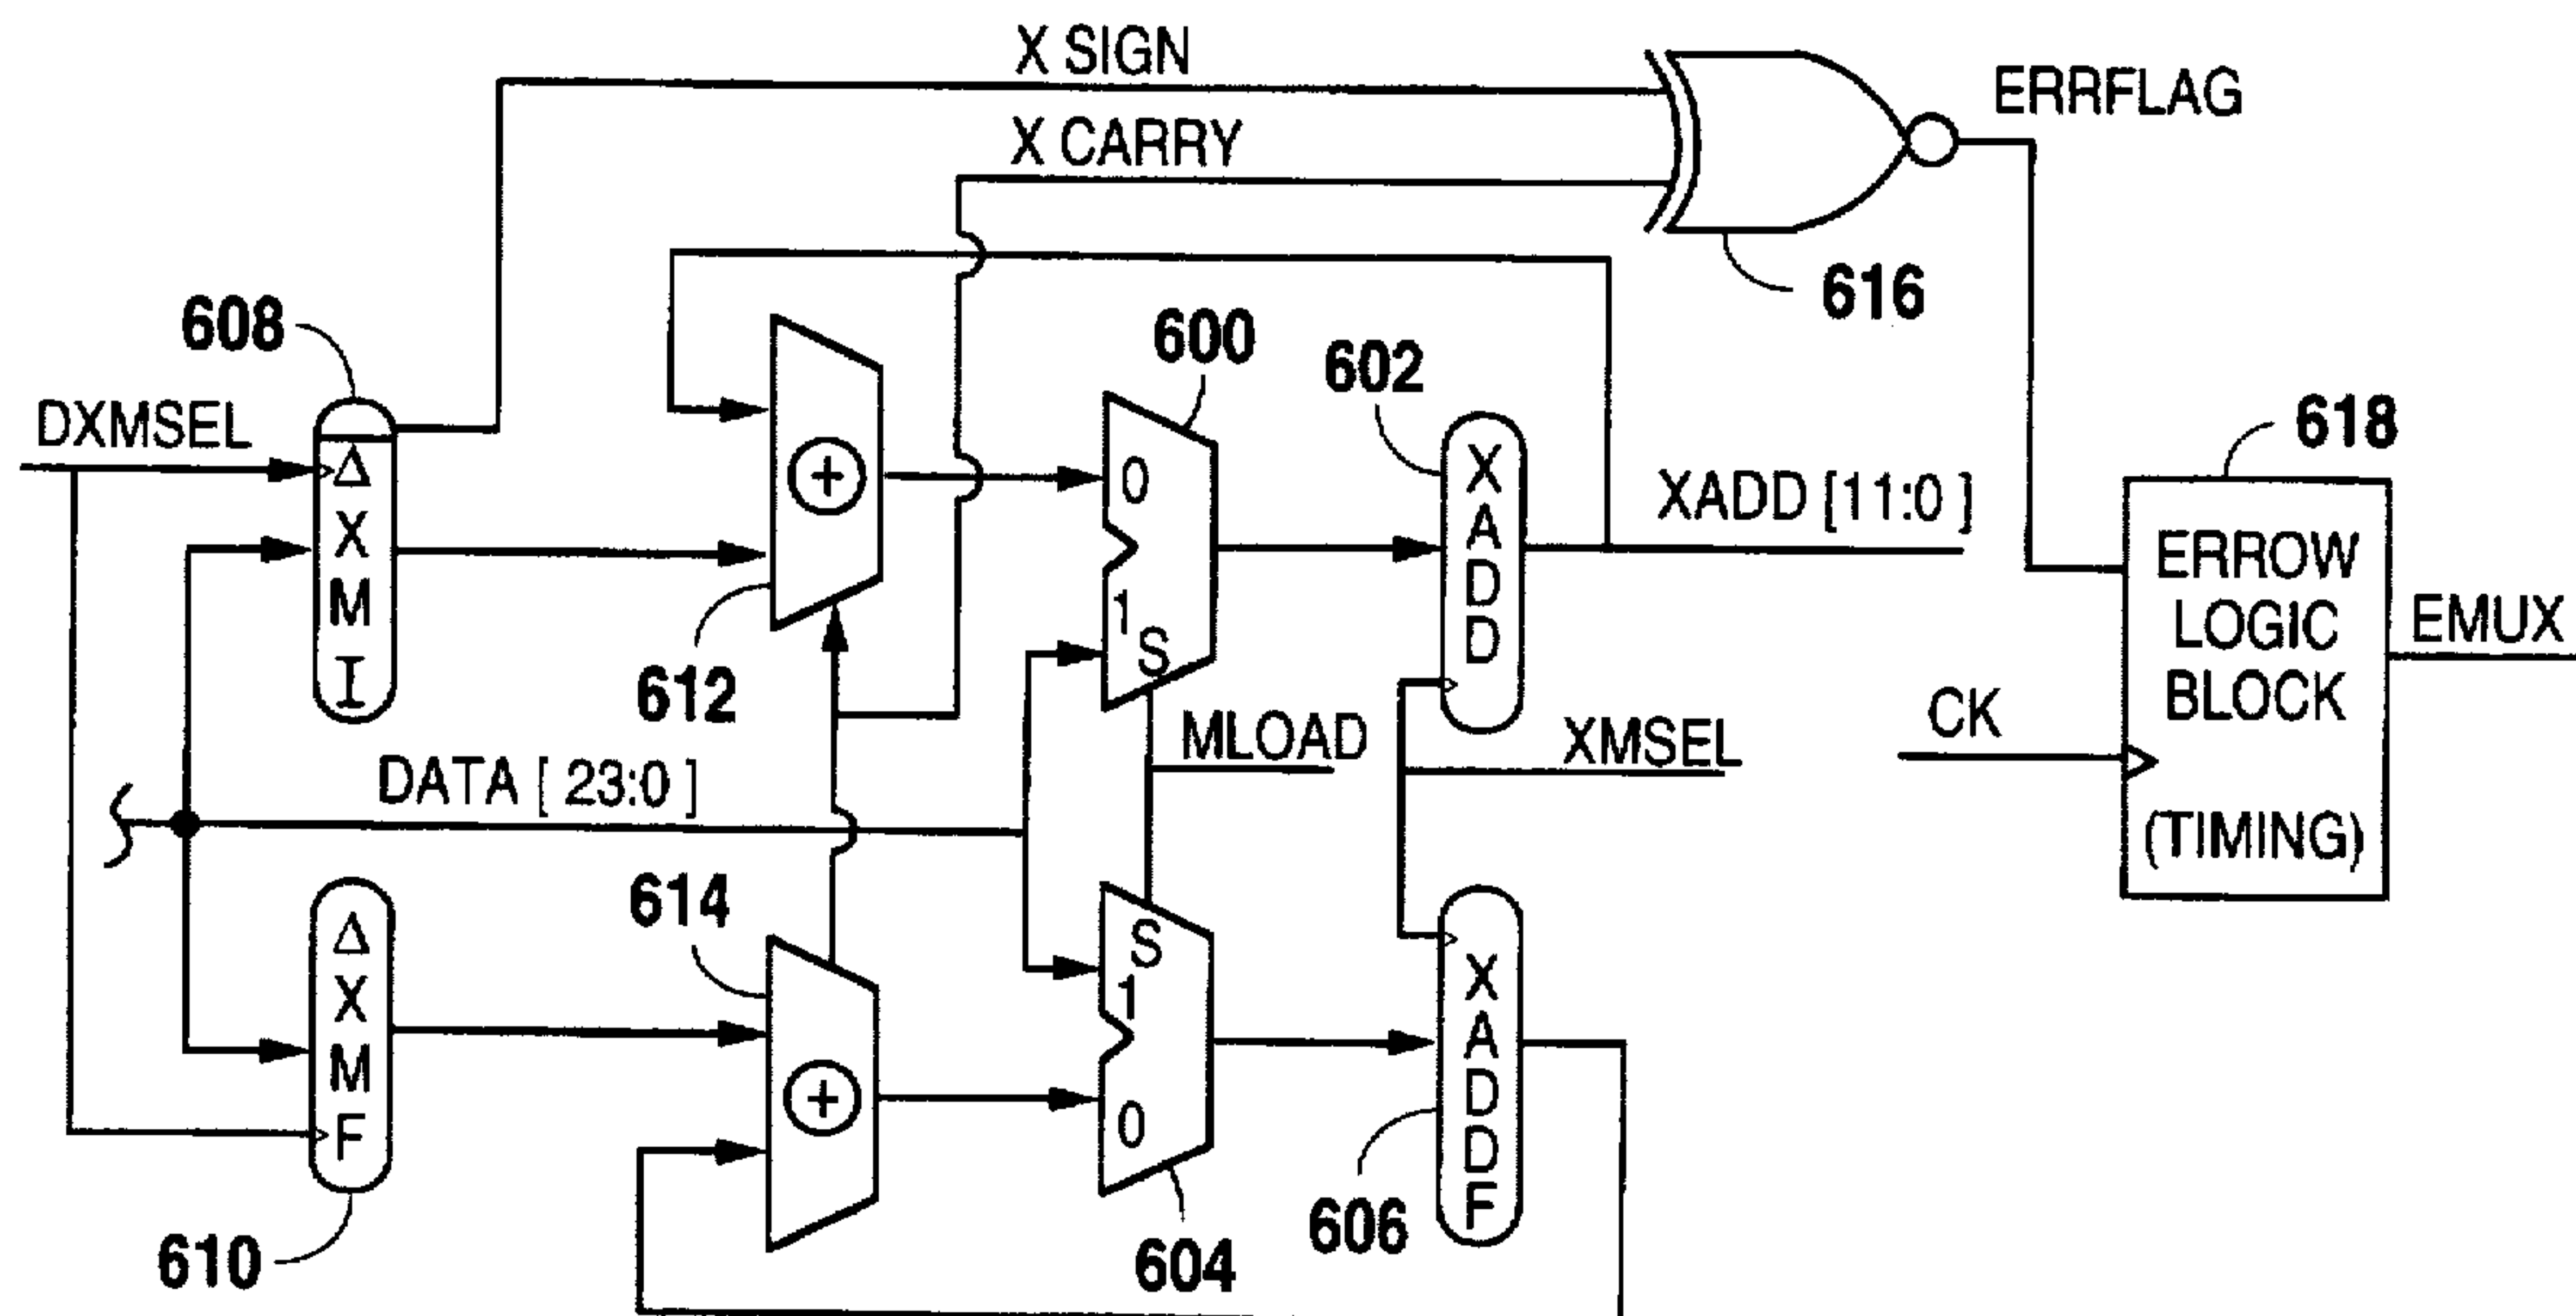 X SIGN
X CARRY
ERRFLAG
616
608
600
602
DXMSEL
Δ
X
M
I
+
612
0
1
S
X
A
D
D
XADD [11:0 ]
618
ERROW
LOGIC
BLOCK
(TIMING)
EMUX
CK
MLOAD
XMSEL
DATA [ 23:0 ]
614
Δ
X
M
F
610
+
S
1
0
604
X
A
D
D
F
606